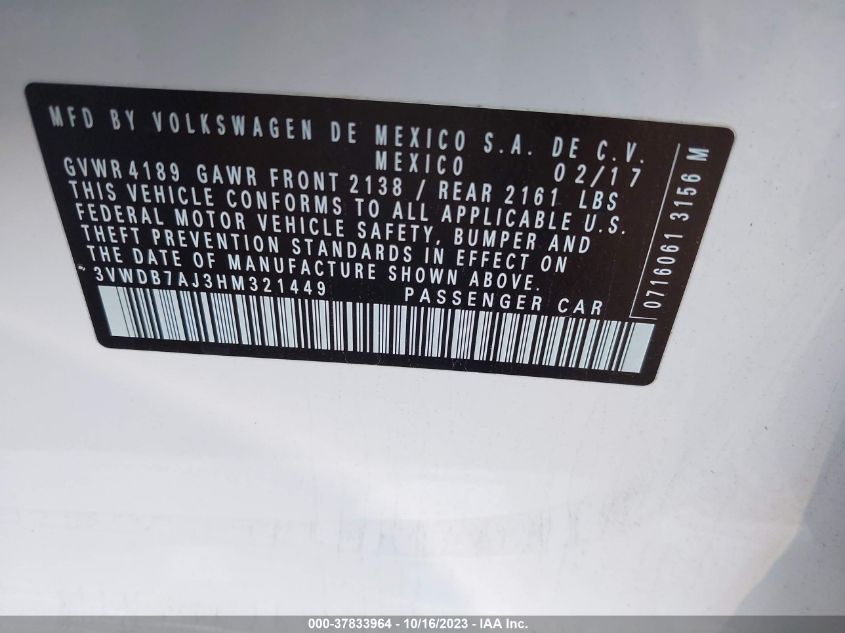 MFD BY VOLKSWAGEN DE MEXICO S.A. DE C.V.
MEXICO 02/17
GVWR 4189 GAWR FRONT 2138 / REAR 2161 LBS
THIS VEHICLE CONFORMS TO ALL APPLICABLE U.S.
FEDERAL MOTOR VEHICLE SAFETY, BUMPER AND
THEFT PREVENTION STANDARDS IN EFFECT ON
THE DATE OF MANUFACTURE SHOWN ABOVE.
3VWDB7AJ3HM321449 PASSENGER CAR
0716061 3156 M
000-37833964 - 10/16/2023 - © IAA Inc.